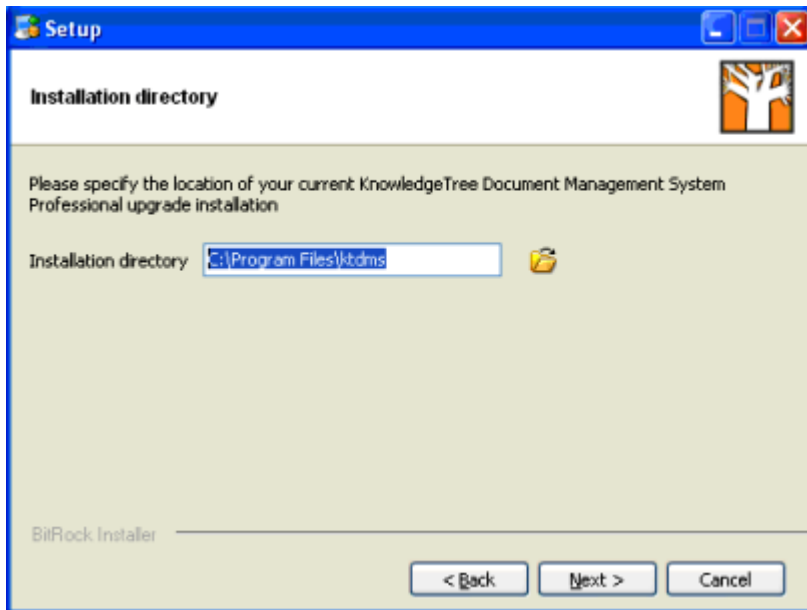 Setup
Installation directory
Please specify the location of your current KnowledgeTree Document Management System
Professional upgrade installation
Installation directory C:\Program Files\ktdms
BitRock Installer
< Back Next > Cancel